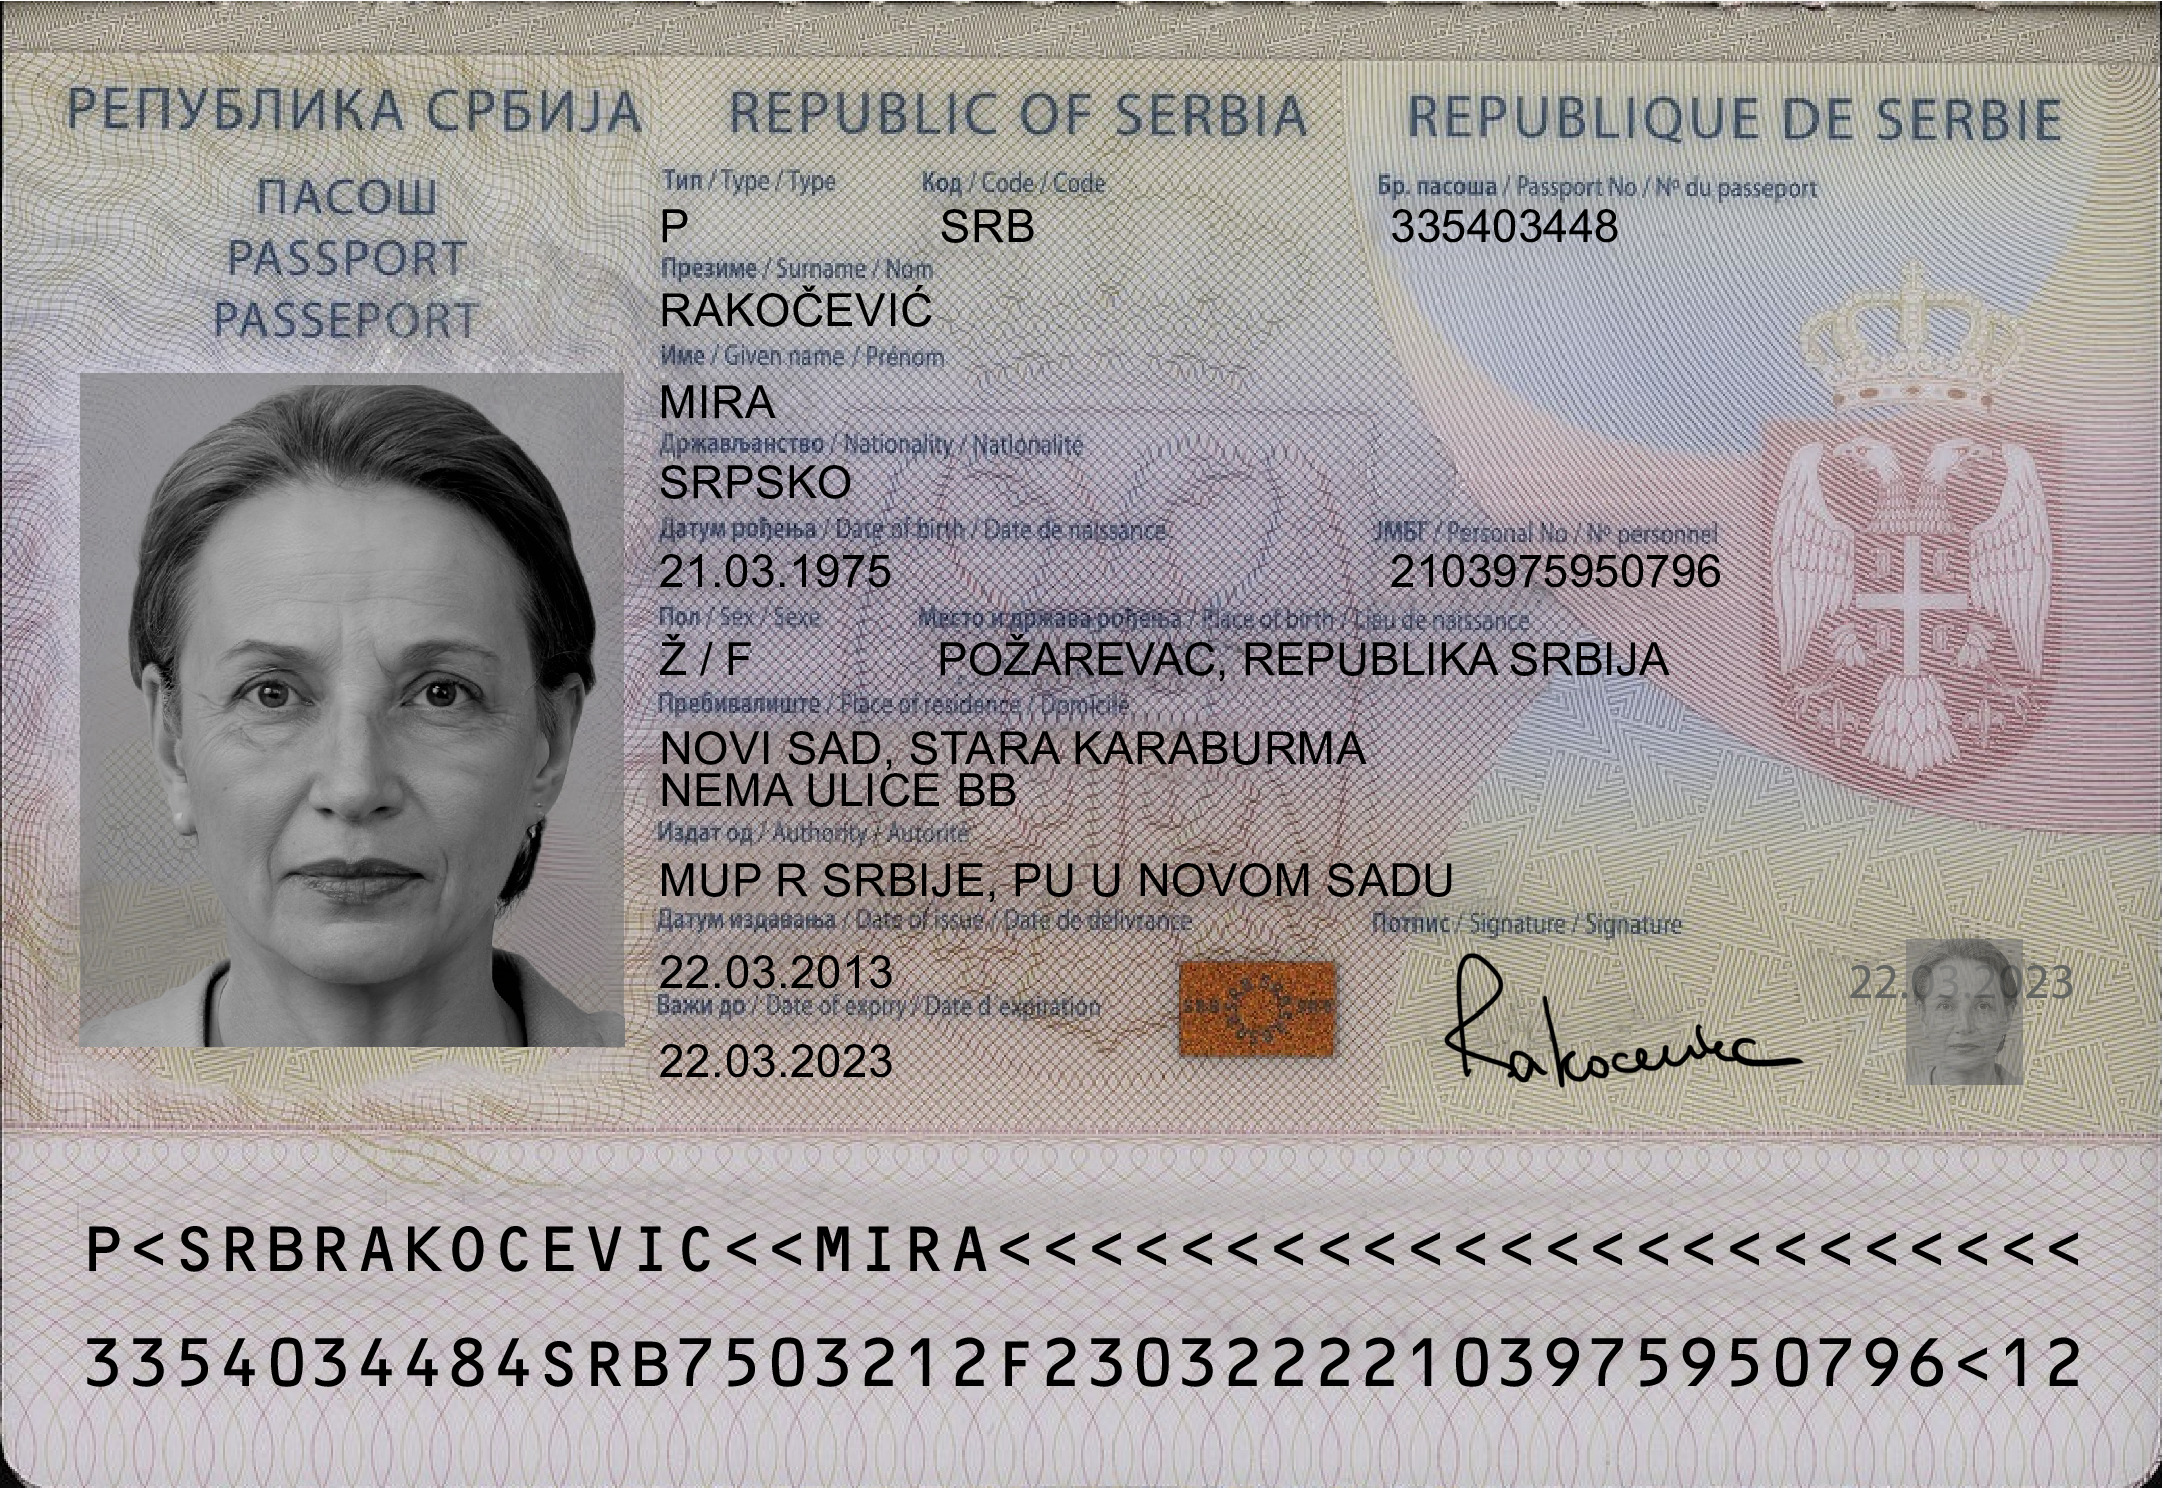 РЕПУБЛИКА СРБИЈА REPUBLIC OF SERBIA REPUBLIQUE DE SERBIE
ПАСОШ
PASSPORT
PASSEPORT
Тип / Type / Type Код / Code / Code Бр. пасоша / Passport No / Nº du passeport
P SRB 335403448
Презиме / Surname / Nom
RAKOČEVIĆ
Име / Given name / Prénom
MIRA
Држављанство / Nationality / Nationalité
SRPSKO
Датум рођења / Date of birth / Date de naissance ЈМБГ / Personal No / Nº personnel
21.03.1975 2103975950796
Пол / Sex / Sexe Место и држава рођења / Place of birth / Lieu de naissance
Ž / F POŽAREVAC, REPUBLIKA SRBIJA
Пребивалиште / Place of residence / Domicile
NOVI SAD, STARA KARABURMA
NEMA ULICE BB
Издат од / Authority / Autorité
MUP R SRBIJE, PU U NOVOM SADU
Датум издавања / Date of issue / Date de délivrance Потпис / Signature / Signature
22.03.2013
22.03.2023
Важи до / Date of expiry / Date d expiration
22.03.2023
P<SRBRAKOCEVIC<<MIRA<<<<<<<<<<<<<<<<<<<<<<<<
3354034484SRB7503212F23032222103975950796<12